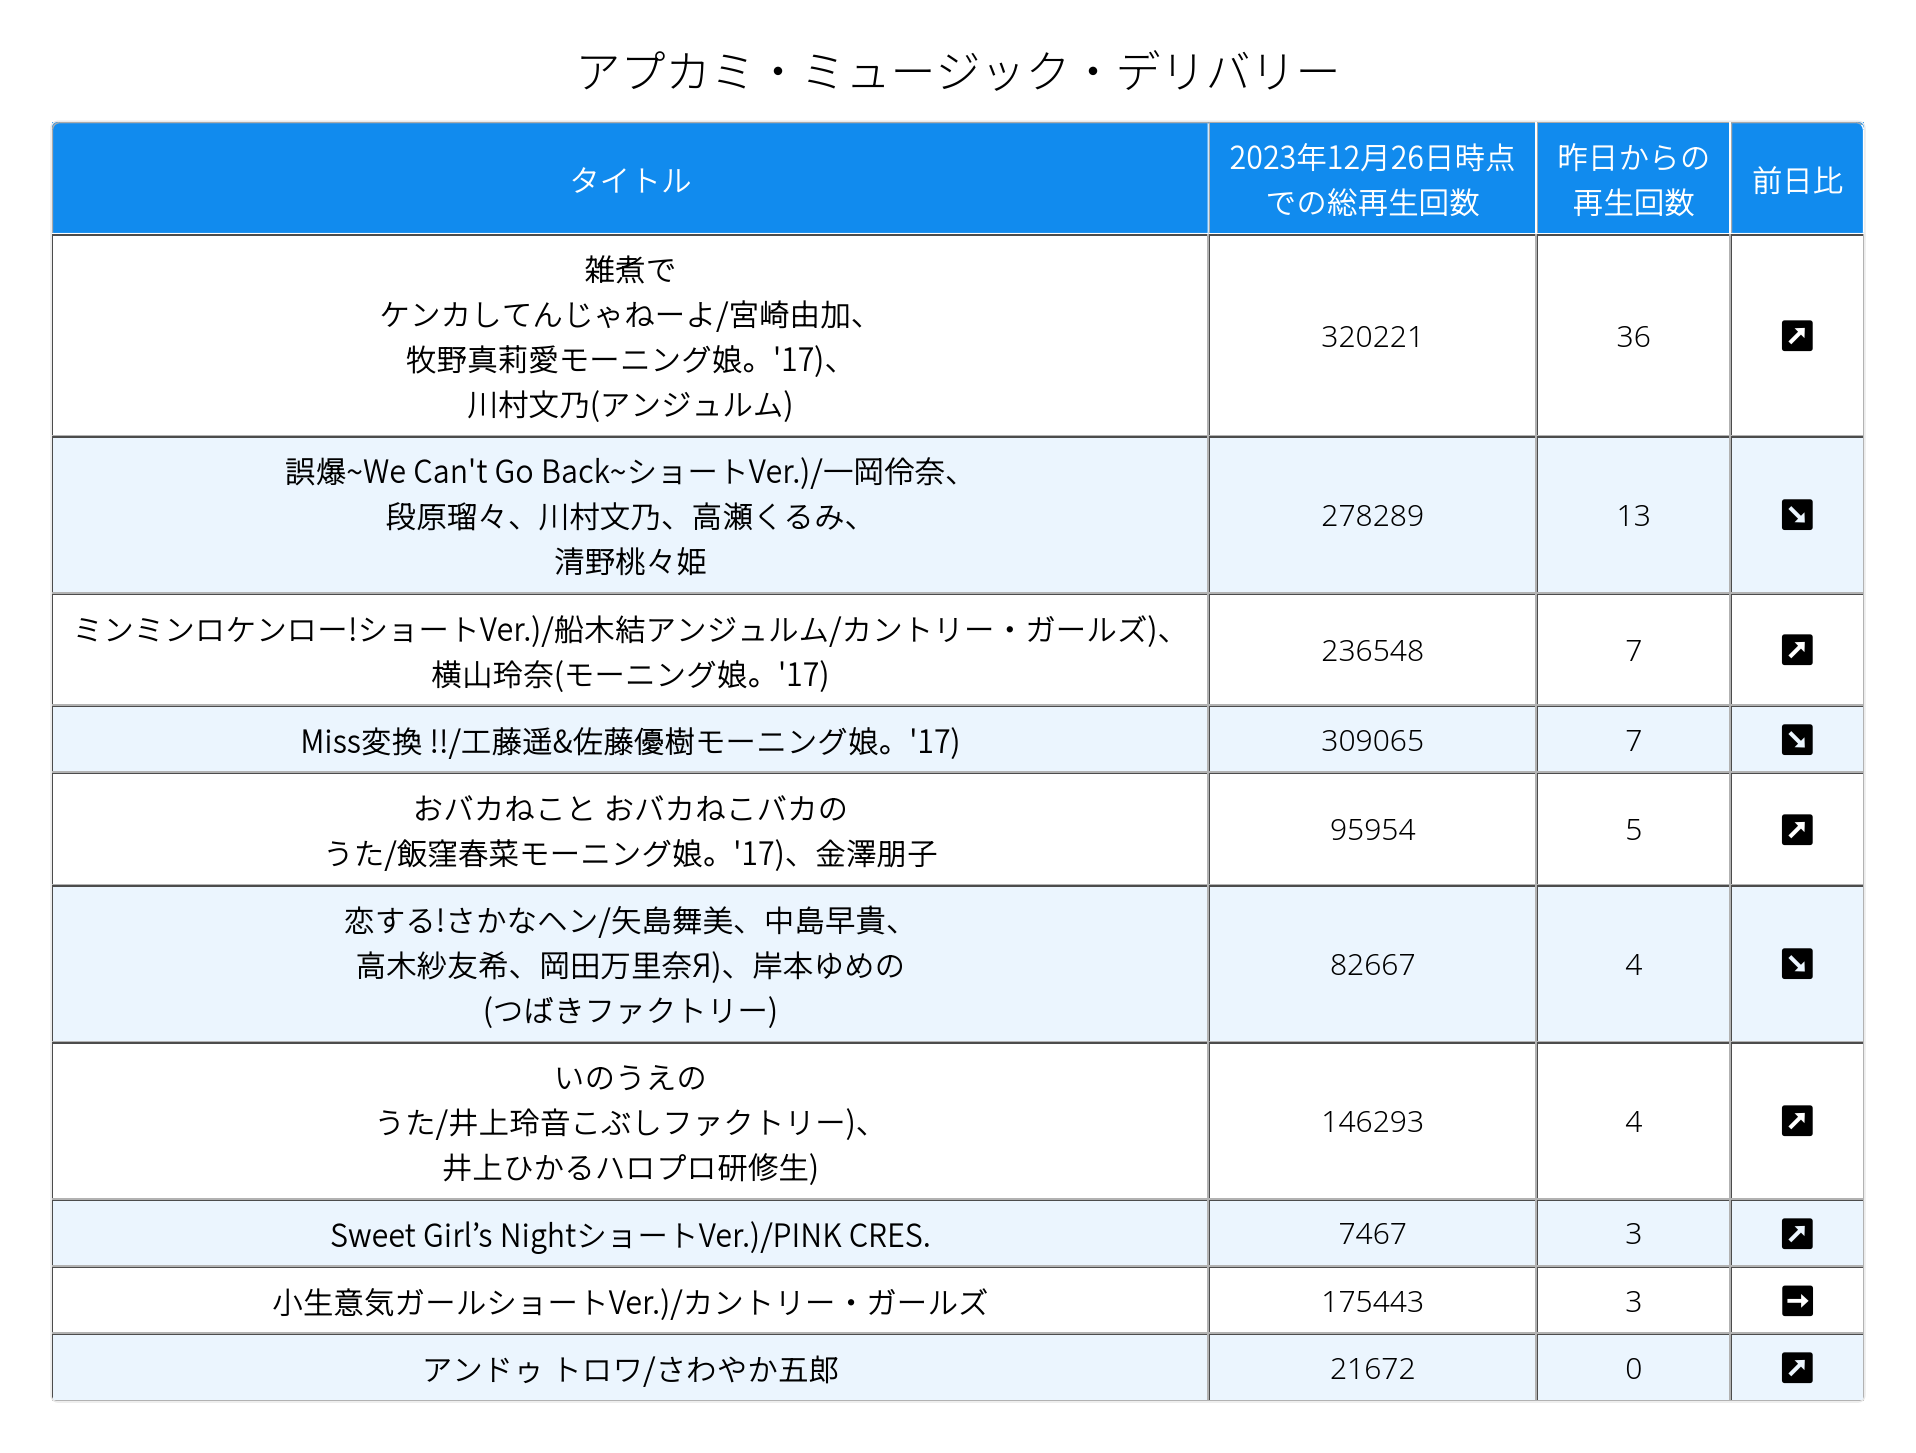 アプカミ・ミュージック・デリバリー
タイトル
2023年12月26日時点
での総再生回数
昨日からの
再生回数
前日比
雑煮で
ケンカしてんじゃねーよ/宮崎由加、
牧野真莉愛モーニング娘。'17)、
川村文乃(アンジュルム)
320221
36
誤爆~We Can't Go Back~ショートVer.)/一岡伶奈、
段原瑠々、川村文乃、高瀬くるみ、
清野桃々姫
278289
13
ミンミンロケンロー!ショートVer.)/船木結アンジュルム/カントリー・ガールズ)、
横山玲奈(モーニング娘。'17)
236548
7
Miss変換 !!/工藤遥&佐藤優樹モーニング娘。'17)
309065
7
おバカねこと おバカねこバカの
うた/飯窪春菜モーニング娘。'17)、金澤朋子
95954
5
恋する!さかなヘン/矢島舞美、中島早貴、
高木紗友希、岡田万里奈Я)、岸本ゆめの
(つばきファクトリー)
82667
4
いのうえの
うた/井上玲音こぶしファクトリー)、
井上ひかるハロプロ研修生)
146293
4
Sweet Girl’s NightショートVer.)/PINK CRES.
7467
3
小生意気ガールショートVer.)/カントリー・ガールズ
175443
3
アンドゥ トロワ/さわやか五郎
21672
0